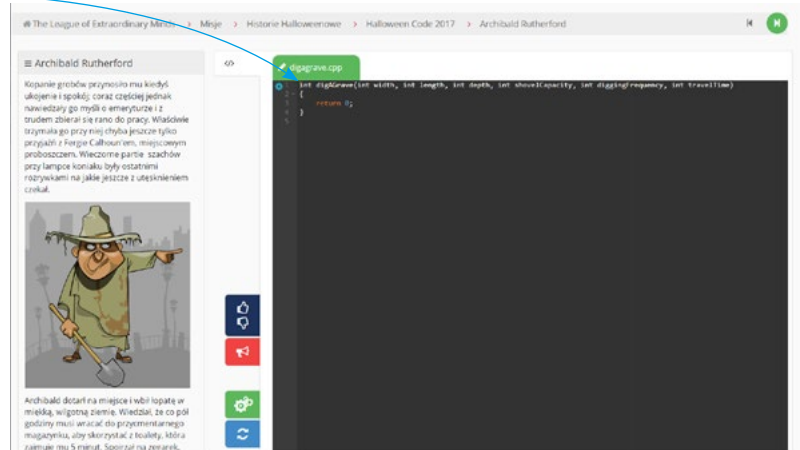 The League of Extraordinary Minds > Misje > Historie Halloweenowe > Halloween Code 2017 > Archibald Rutherford
Archibald Rutherford
Kopanie grobów przynosiło mu kiedyś
ukojenie i spokój, coraz częściej jednak
nawiedzały go myśli o emeryturze i z
trudem zbierał się rano do pracy. Właściwie
trzymała go przy niej chyba jeszcze tylko
przyjaźń z Fergie Calhoun'em, miejscowym
proboszczem. Wieczorne partie szachów
przy lampce koniaku były ostatnimi
rozrywkami na jakie jeszcze z utęsknieniem
czekał.
Archibald dotarł na miejsce i wbił łopatę w
miękką, wilgotną ziemię. Wiedział, że co pół
godziny musi wracać do przycmentarnego
magazynku, aby skorzystać z toalety, która
zajmuje mu 5 minut. Spojrzał na zegarek.
</> digagrave.cpp
1 int digAGrave(int width, int length, int depth, int shovelCapacity, int diggingFrequency, int travelTime)
2 {
3 return 0;
4 }
5